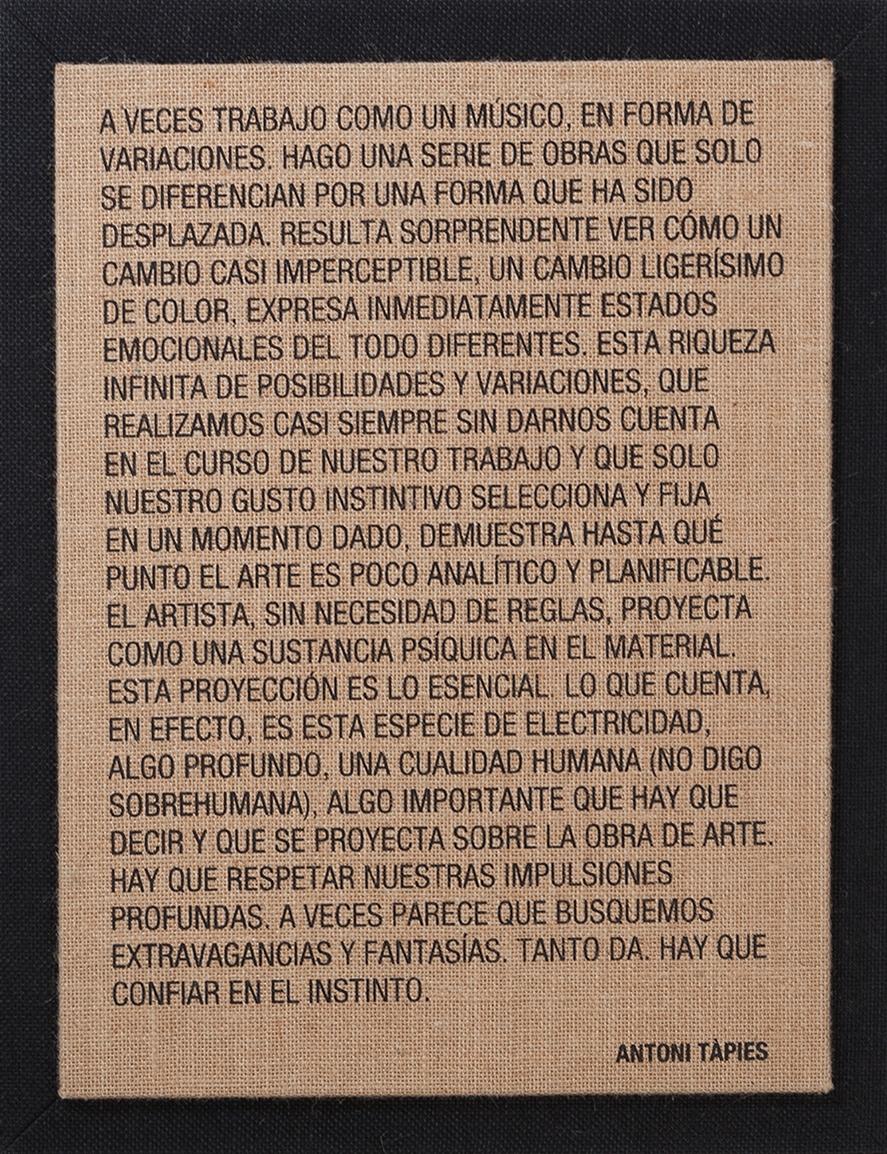 A VECES TRABAJO COMO UN MÚSICO, EN FORMA DE
VARIACIONES. HAGO UNA SERIE DE OBRAS QUE SOLO
SE DIFERENCIAN POR UNA FORMA QUE HA SIDO
DESPLAZADA. RESULTA SORPRENDENTE VER CÓMO UN
CAMBIO CASI IMPERCEPTIBLE, UN CAMBIO LIGERÍSIMO
DE COLOR, EXPRESA INMEDIATAMENTE ESTADOS
EMOCIONALES DEL TODO DIFERENTES. ESTA RIQUEZA
INFINITA DE POSIBILIDADES Y VARIACIONES, QUE
REALIZAMOS CASI SIEMPRE SIN DARNOS CUENTA
EN EL CURSO DE NUESTRO TRABAJO Y QUE SOLO
NUESTRO GUSTO INSTINTIVO SELECCIONA Y FIJA
EN UN MOMENTO DADO, DEMUESTRA HASTA QUÉ
PUNTO EL ARTE ES POCO ANALÍTICO Y PLANIFICABLE.
EL ARTISTA, SIN NECESIDAD DE REGLAS, PROYECTA
COMO UNA SUSTANCIA PSÍQUICA EN EL MATERIAL.
ESTA PROYECCIÓN ES LO ESENCIAL. LO QUE CUENTA,
EN EFECTO, ES ESTA ESPECIE DE ELECTRICIDAD,
ALGO PROFUNDO, UNA CUALIDAD HUMANA (NO DIGO
SOBREHUMANA), ALGO IMPORTANTE QUE HAY QUE
DECIR Y QUE SE PROYECTA SOBRE LA OBRA DE ARTE.
HAY QUE RESPETAR NUESTRAS IMPULSIONES
PROFUNDAS. A VECES PARECE QUE BUSQUEMOS
EXTRAVAGANCIAS Y FANTASÍAS. TANTO DA. HAY QUE
CONFIAR EN EL INSTINTO.
ANTONI TÀPIES